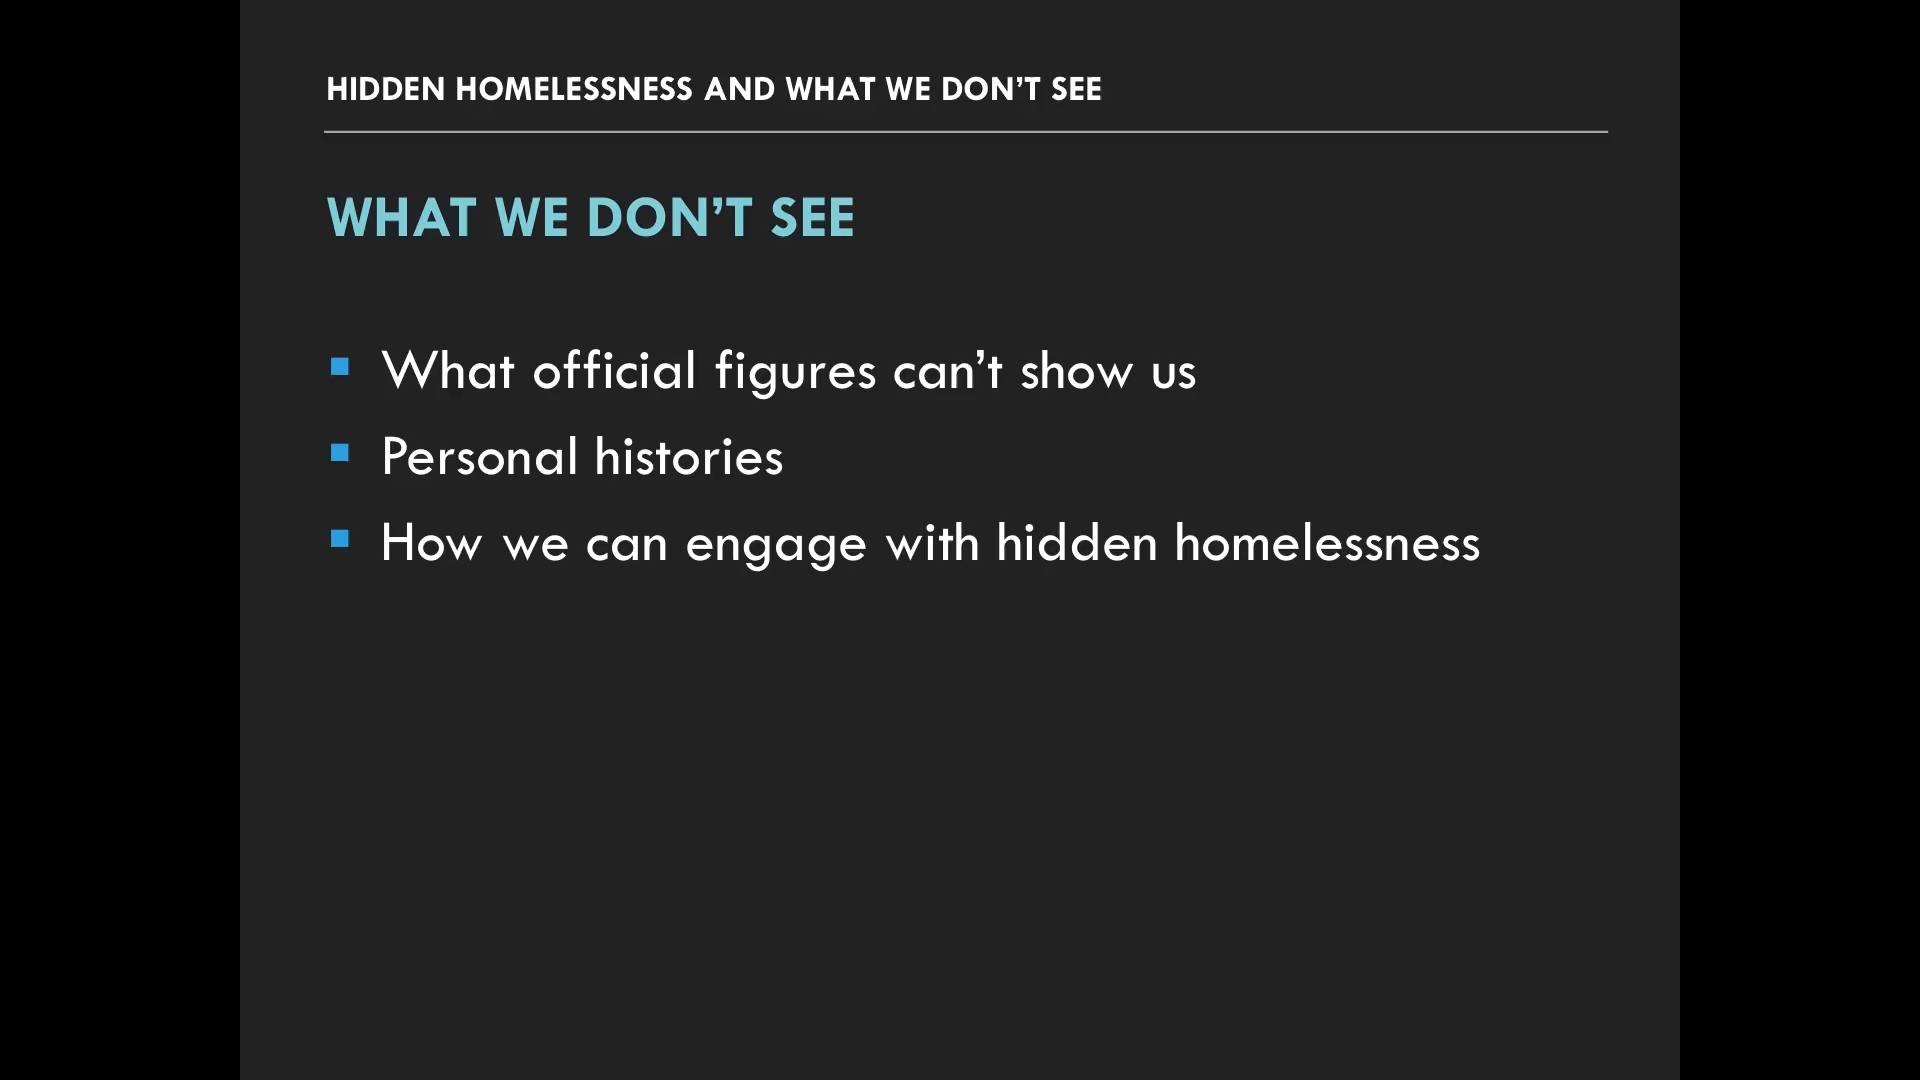 HIDDEN HOMELESSNESS AND WHAT WE DON’T SEE
WHAT WE DON’T SEE
What official figures can’t show us
Personal histories
How we can engage with hidden homelessness